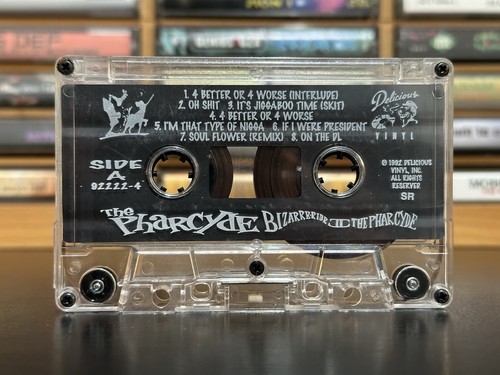 1. 4 BETTER OR 4 WORSE (INTERLUDE)
2. OH SHIT 3. IT'S JIGGABOO TIME (SKIT)
4. 4 BETTER OR 4 WORSE
5. I'M THAT TYPE OF NIGGA 6. IF I WERE PRESIDENT
7. SOUL FLOWER (REMIX) 8. ON THE DL
Delicious
VINYL
SIDE
A
92222-4
© 1992 DELICIOUS
VINYL, INC.
ALL RIGHTS
RESERVED
SR
The PHARCYDE BIZARRE RIDE II THE PHARCYDE